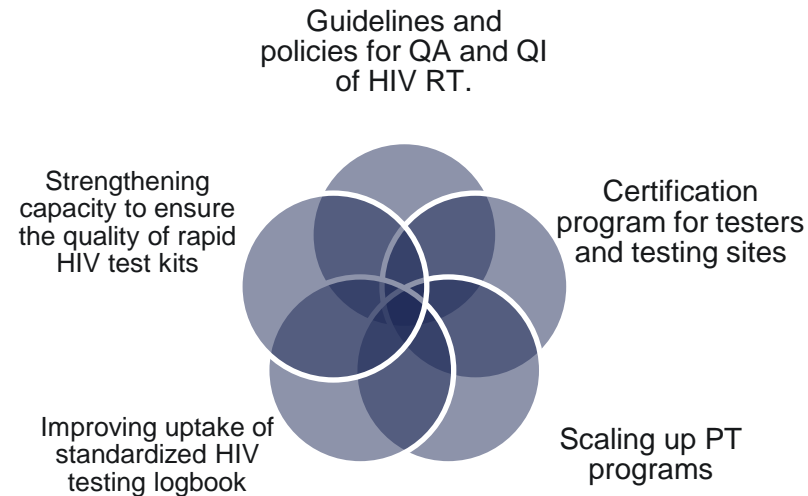 Guidelines and
policies for QA and QI
of HIV RT.
Certification
program for testers
and testing sites
Scaling up PT
programs
Improving uptake of
standardized HIV
testing logbook
Strengthening
capacity to ensure
the quality of rapid
HIV test kits